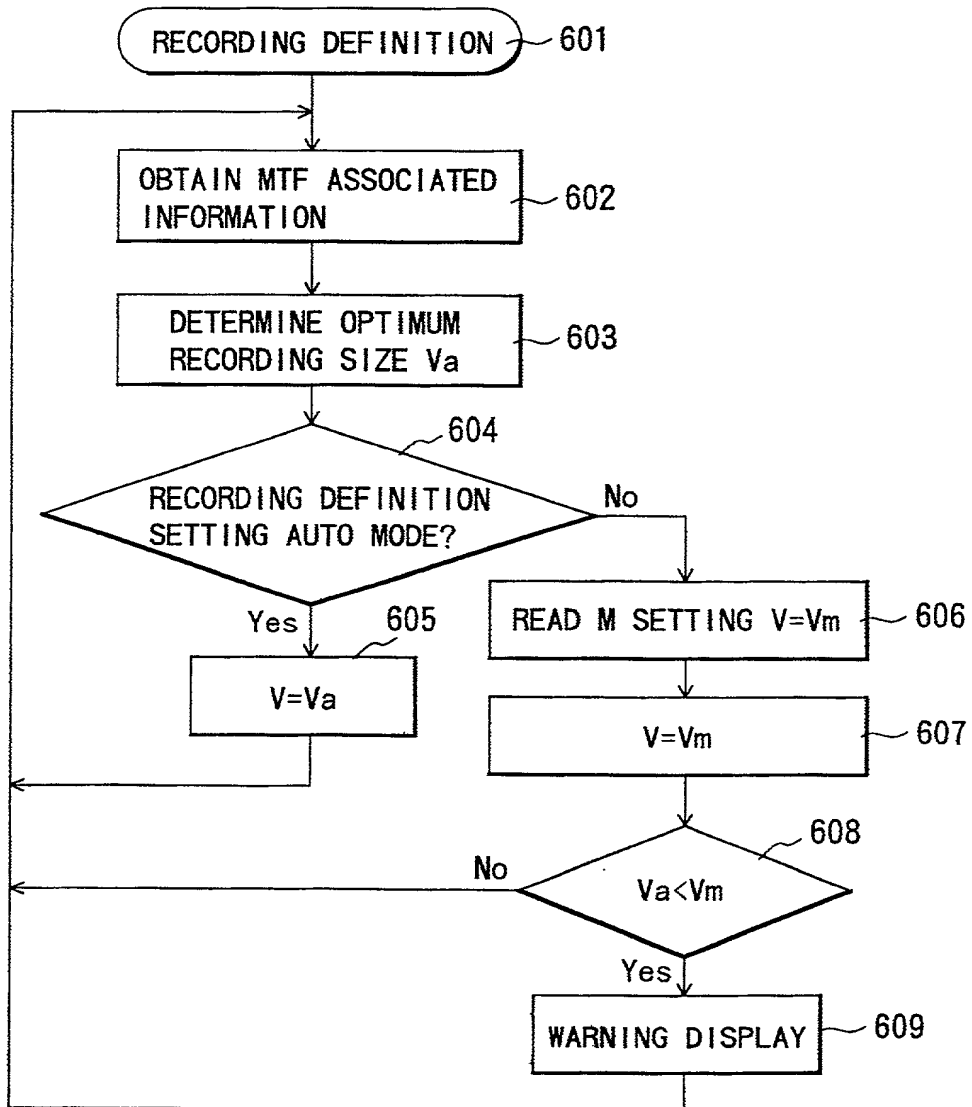 RECORDING DEFINITION
601
OBTAIN MTF ASSOCIATED
INFORMATION
602
DETERMINE OPTIMUM
RECORDING SIZE Va
603
604
RECORDING DEFINITION
SETTING AUTO MODE?
No
Yes
605
V=Va
READ M SETTING V=Vm
606
V=Vm
607
608
No
Va<Vm
Yes
WARNING DISPLAY
609